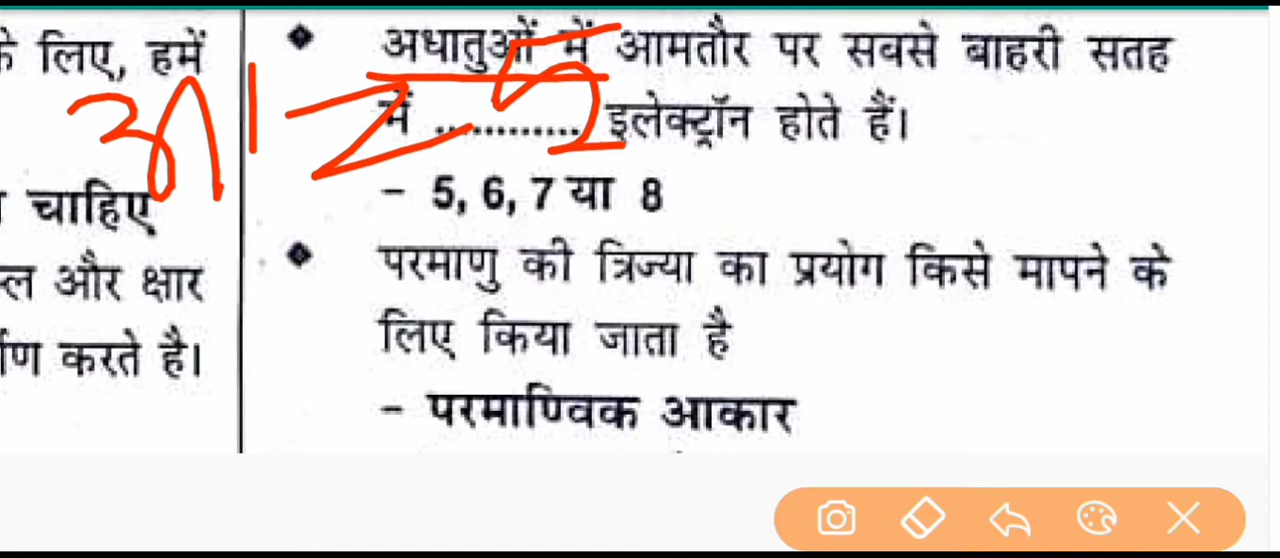 के लिए, हमें
चाहिए
और क्षार
करते है।
❖ अधातुओं में आमतौर पर सबसे बाहरी सतह
में ............ इलेक्ट्रॉन होते हैं।
– 5, 6, 7 या 8
❖ परमाणु की त्रिज्या का प्रयोग किसे मापने के
लिए किया जाता है
– परमाण्विक आकार